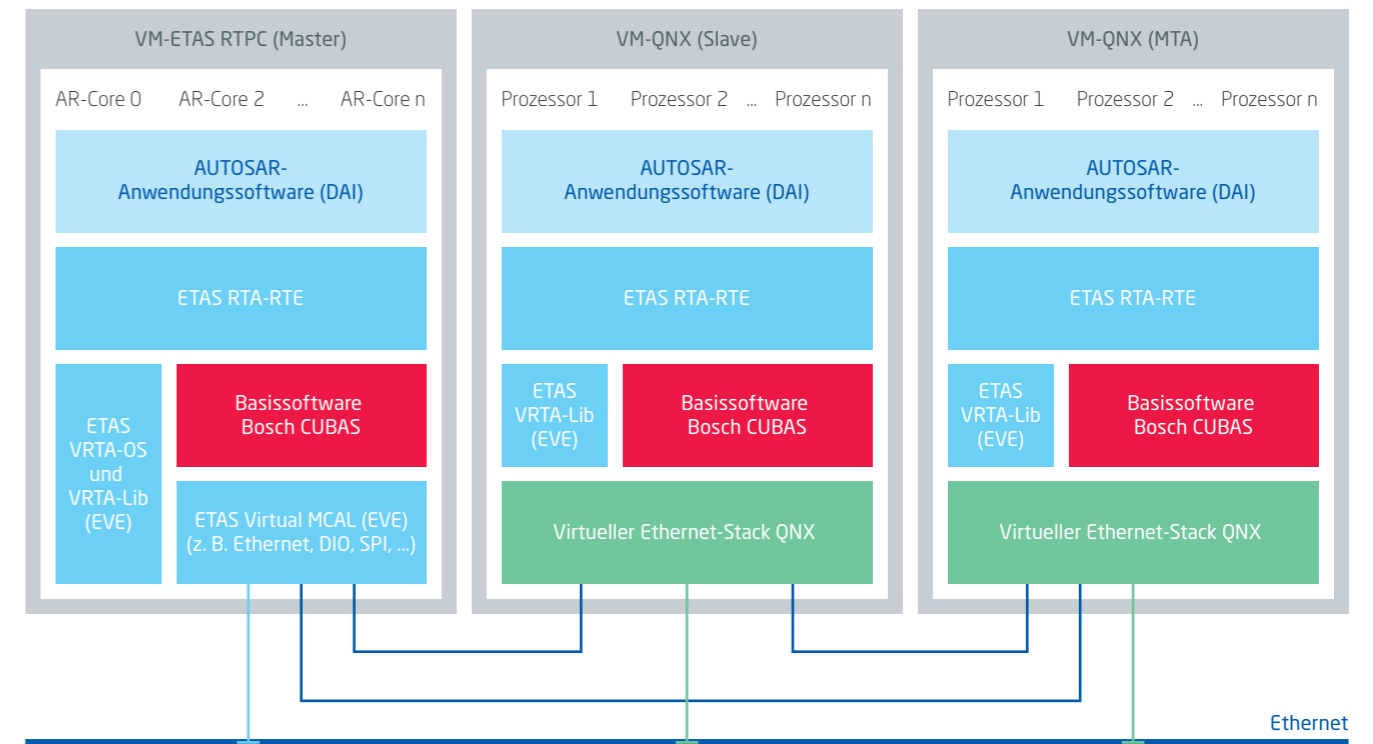 VM-ETAS RTPC (Master)
AR-Core 0 AR-Core 2 ... AR-Core n
AUTOSAR-
Anwendungssoftware (DAI)
ETAS RTA-RTE
ETAS
VRTA-OS
und
VRTA-Lib
(EVE)
Basissoftware
Bosch CUBAS
ETAS Virtual MCAL (EVE)
(z. B. Ethernet, DIO, SPI, ...)
VM-QNX (Slave)
Prozessor 1 Prozessor 2 ... Prozessor n
AUTOSAR-
Anwendungssoftware (DAI)
ETAS RTA-RTE
ETAS
VRTA-Lib
(EVE)
Basissoftware
Bosch CUBAS
Virtueller Ethernet-Stack QNX
VM-QNX (MTA)
Prozessor 1 Prozessor 2 ... Prozessor n
AUTOSAR-
Anwendungssoftware (DAI)
ETAS RTA-RTE
ETAS
VRTA-Lib
(EVE)
Basissoftware
Bosch CUBAS
Virtueller Ethernet-Stack QNX
Ethernet